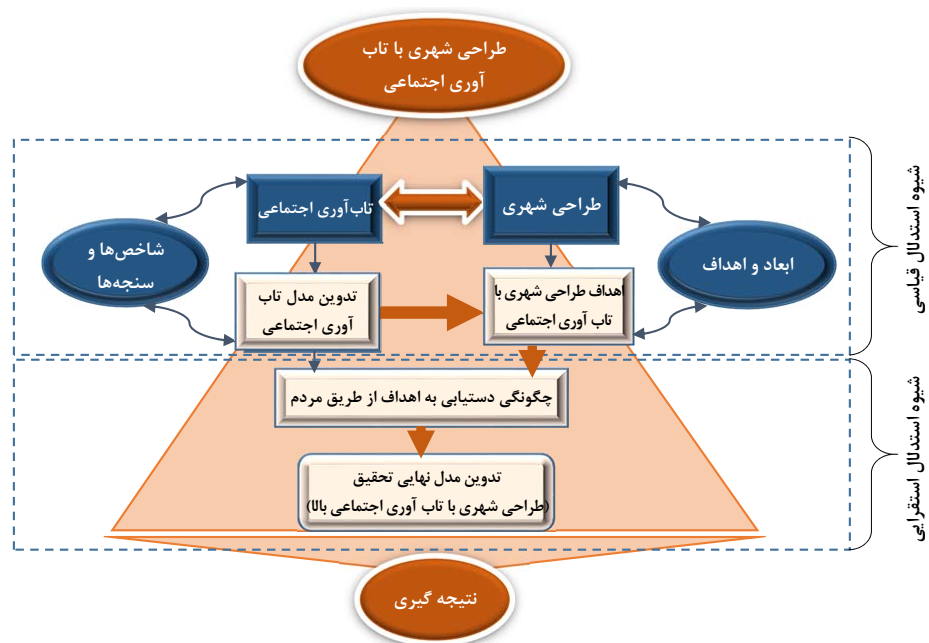 طراحی شهری با تاب
آوری اجتماعی
شیوه استدلال قیاسی
طراحی شهری
تاب‌آوری اجتماعی
ابعاد و اهداف
شاخص‌ها و
سنجه‌ها
اهداف طراحی شهری با
تاب آوری اجتماعی
تدوین مدل تاب
آوری اجتماعی
شیوه استدلال استقرایی
چگونگی دستیابی به اهداف از طریق مردم
تدوین مدل نهایی تحقیق
(طراحی شهری با تاب آوری اجتماعی بالا)
نتیجه گیری